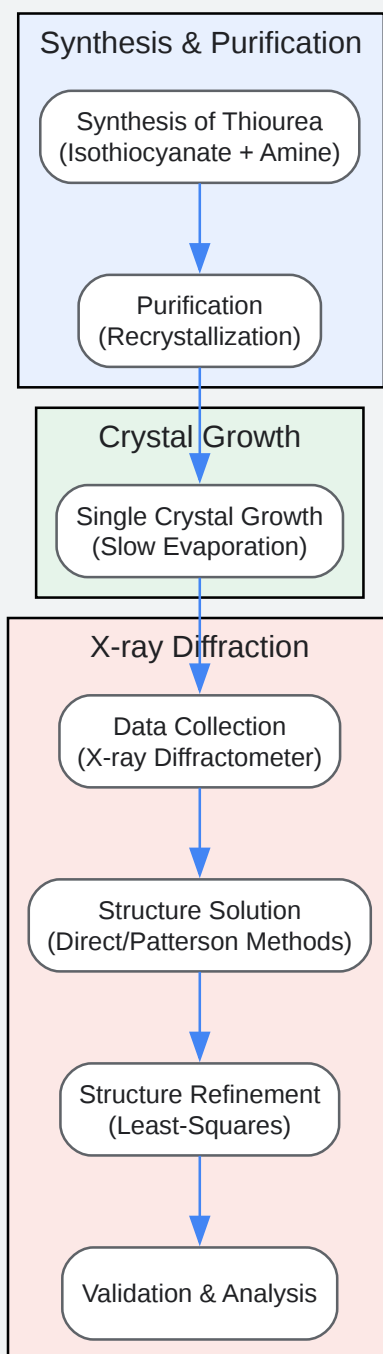 Synthesis & Purification
Synthesis of Thiourea
(Isothiocyanate + Amine)
Purification
(Recrystallization)
Crystal Growth
Single Crystal Growth
(Slow Evaporation)
X-ray Diffraction
Data Collection
(X-ray Diffractometer)
Structure Solution
(Direct/Patterson Methods)
Structure Refinement
(Least-Squares)
Validation & Analysis